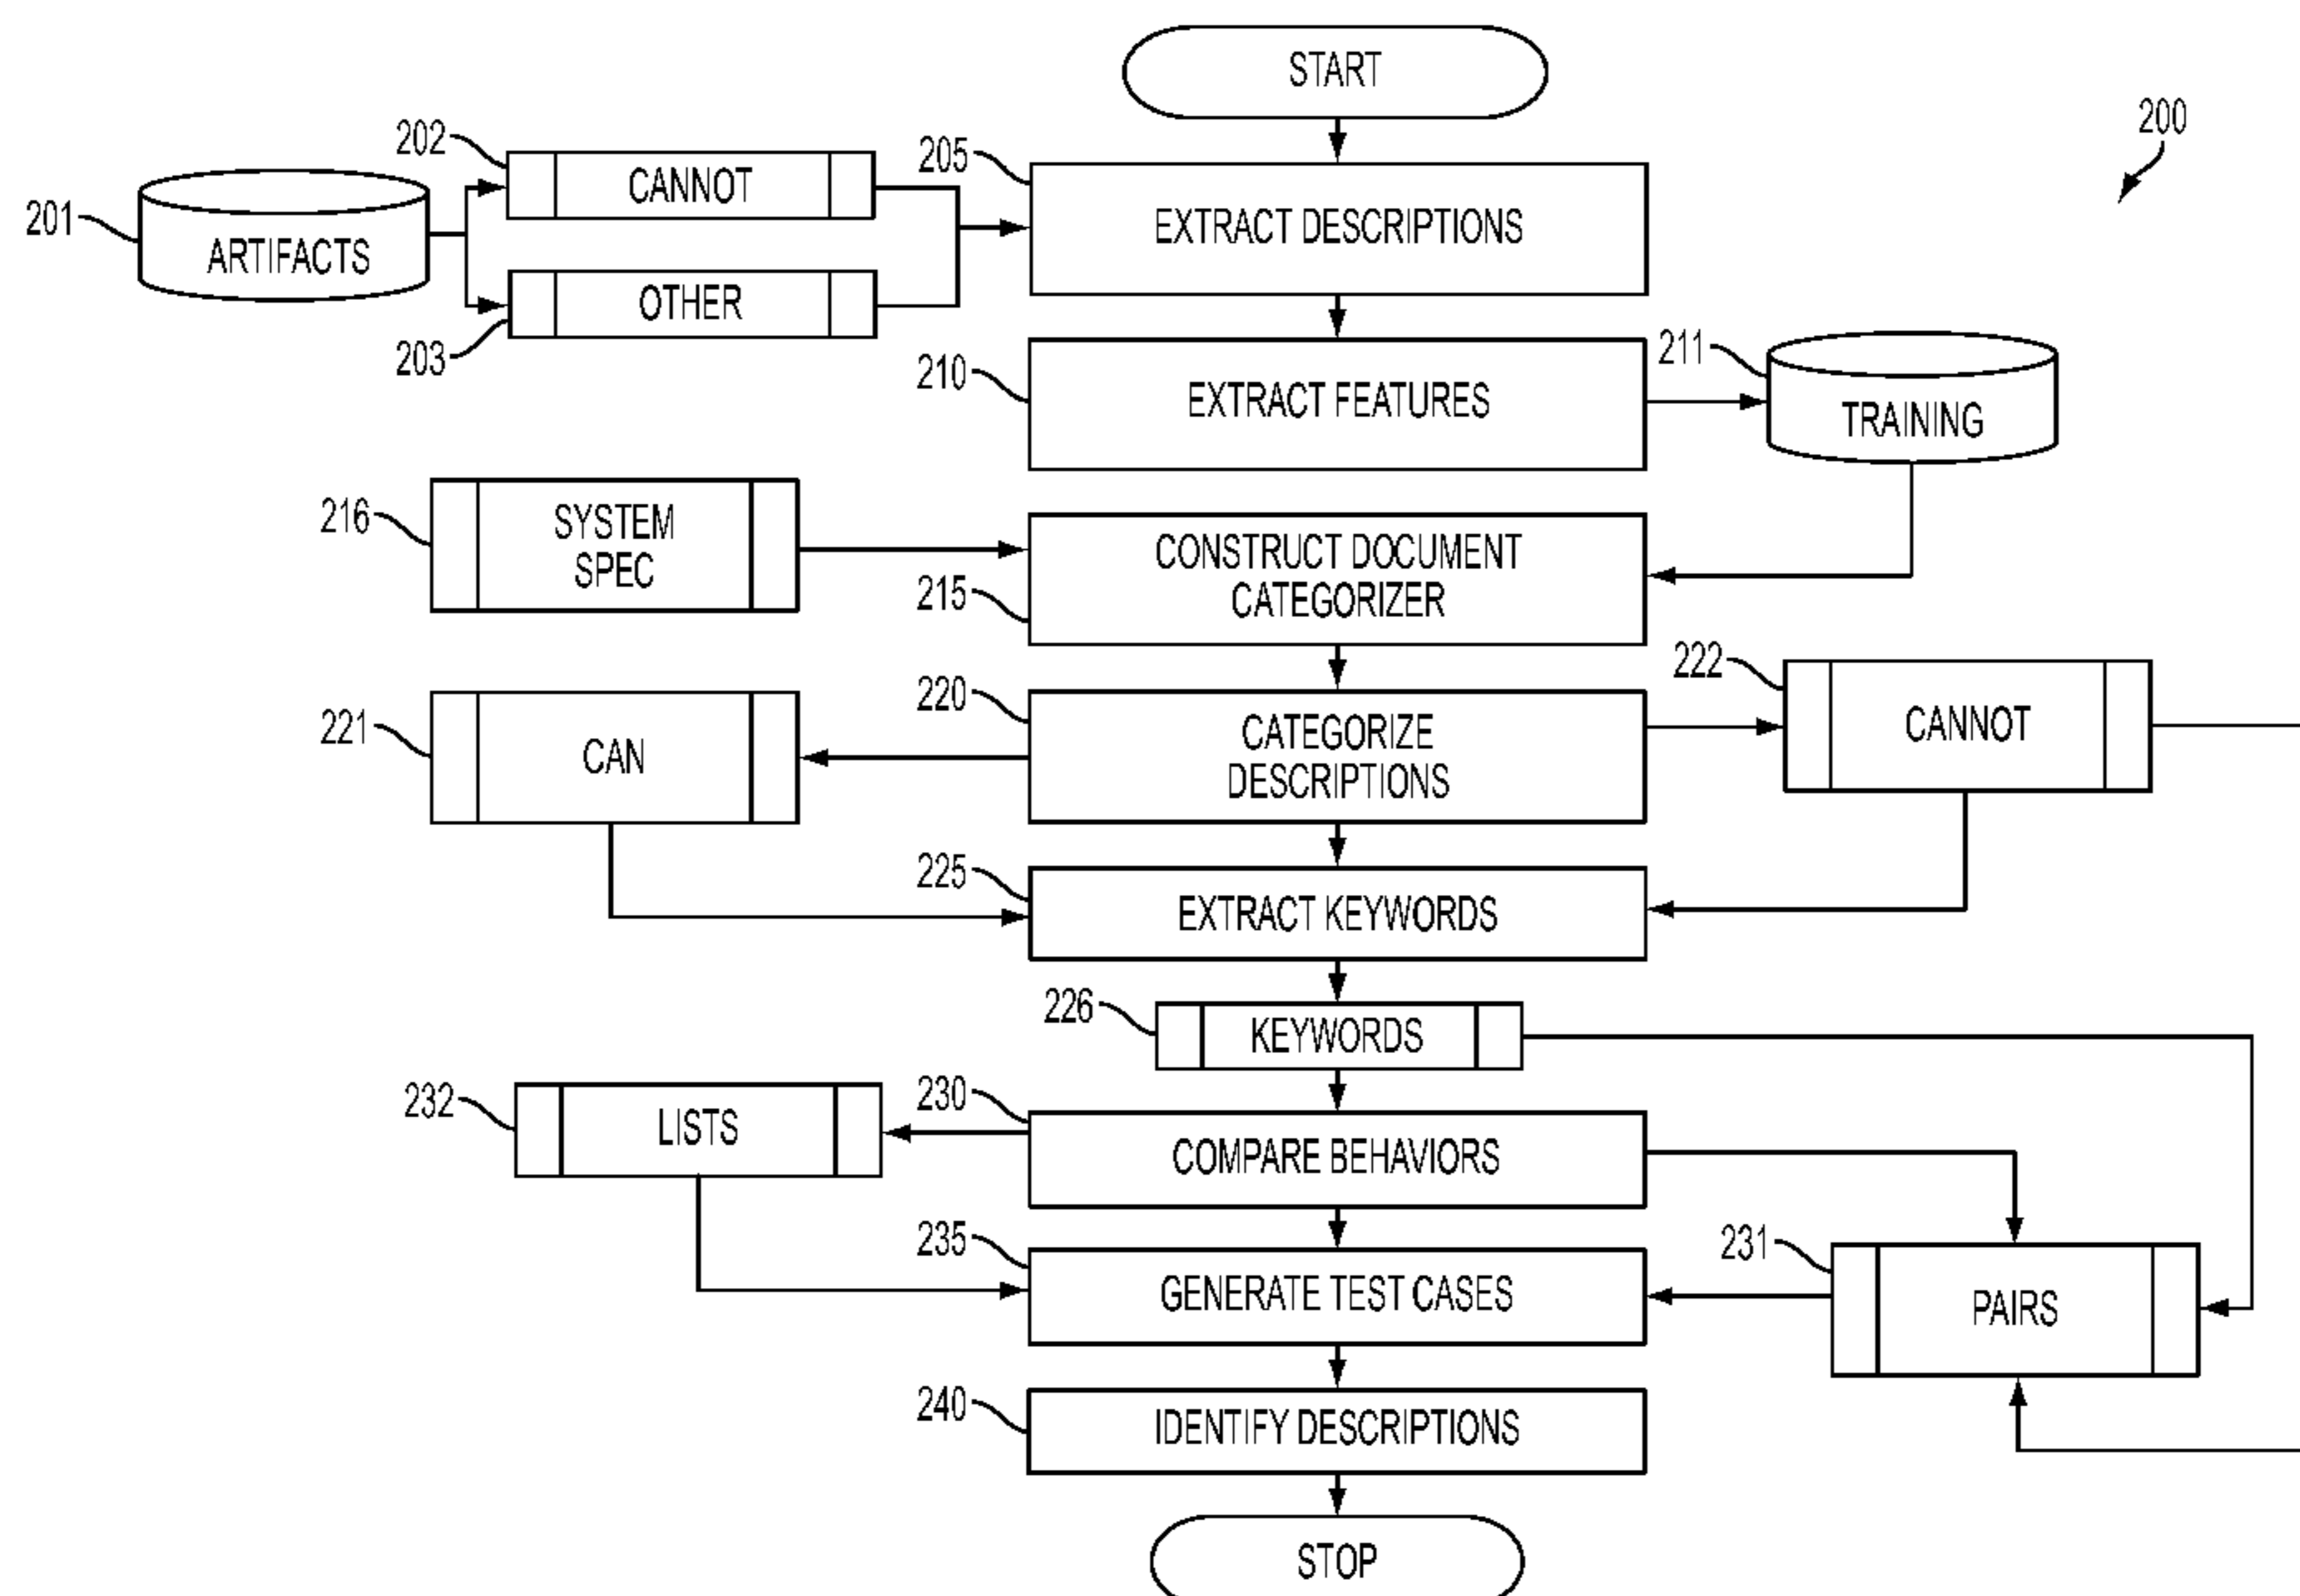 START
200
202
CANNOT
205
201
ARTIFACTS
EXTRACT DESCRIPTIONS
OTHER
203
210
EXTRACT FEATURES
211
TRAINING
216
SYSTEM
SPEC
CONSTRUCT DOCUMENT
CATEGORIZER
215
220
222
221
CAN
CATEGORIZE
DESCRIPTIONS
CANNOT
225
EXTRACT KEYWORDS
226
KEYWORDS
232
LISTS
230
COMPARE BEHAVIORS
235
GENERATE TEST CASES
231
PAIRS
240
IDENTIFY DESCRIPTIONS
STOP